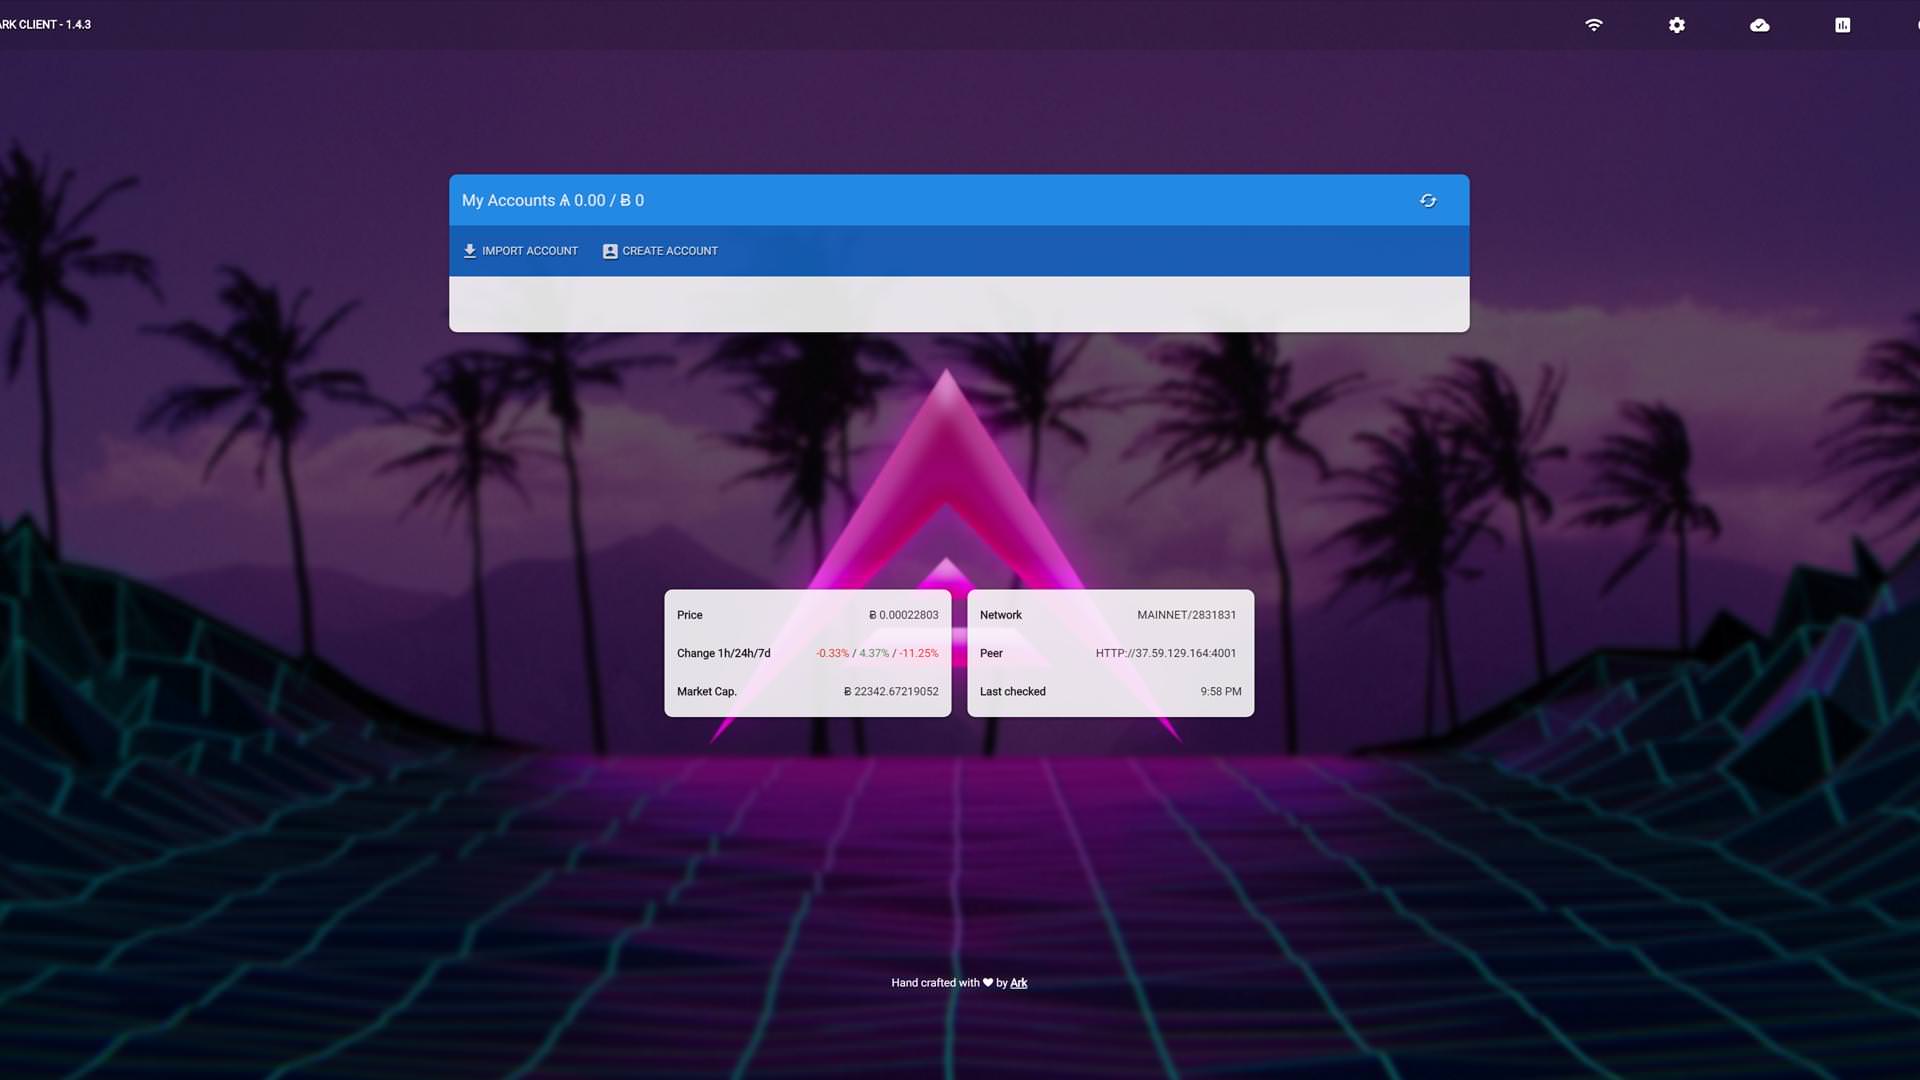 ARK CLIENT - 1.4.3
My Accounts Ѧ 0.00 / Ƀ 0
IMPORT ACCOUNT CREATE ACCOUNT
Price Ƀ 0.00022803
Change 1h/24h/7d -0.33% / 4.37% / -11.25%
Market Cap. Ƀ 22342.67219052
Network MAINNET/2831831
Peer HTTP://37.59.129.164:4001
Last checked 9:58 PM
Hand crafted with ♥ by Ark